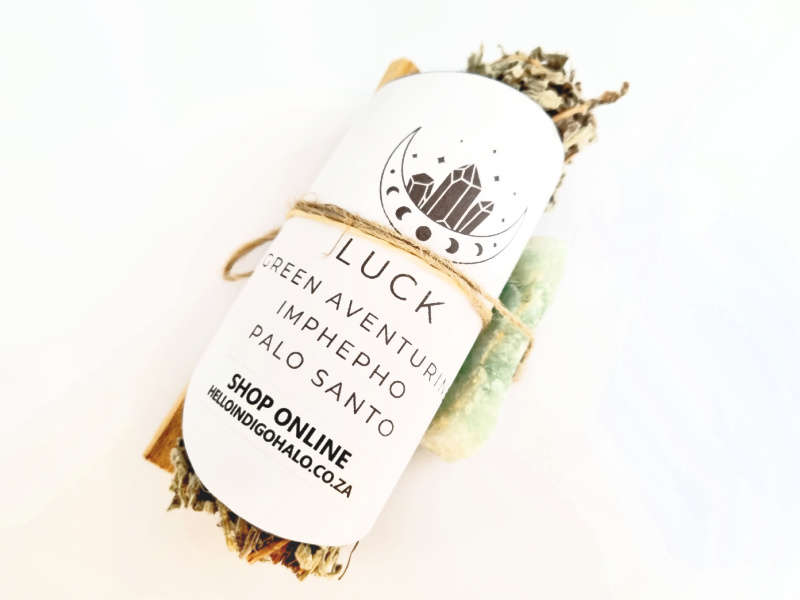 LUCK
GREEN AVENTURIN
IMPHEPHO
PALO SANTO
SHOP ONLINE
HELLOINDIGOHALO.CO.ZA